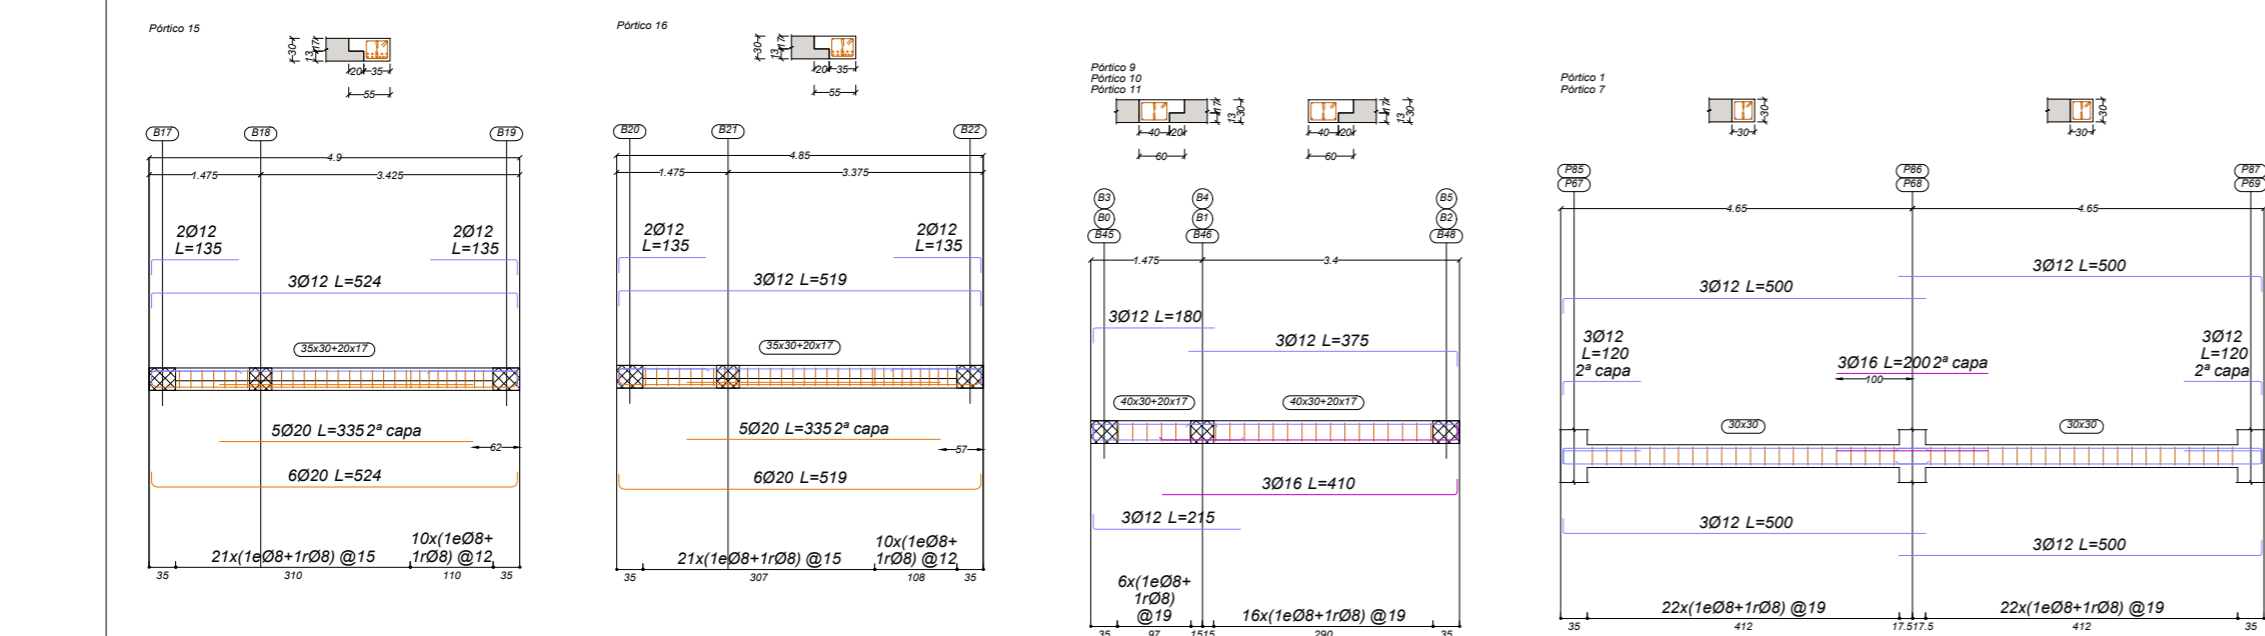 Pórtico 15
30
13
17
20
35
55
B17
B18
B19
4.9
1.475
3.425
2Ø12
L=135
2Ø12
L=135
3Ø12 L=524
35x30+20x17
5Ø20 L=335 2ª capa
62
6Ø20 L=524
10x(1eØ8+
21x(1eØ8+1rØ8) @15
1rØ8) @12
35
310
110
35
Pórtico 16
30
13
17
20
35
55
B20
B21
B22
4.85
1.475
3.375
2Ø12
L=135
2Ø12
L=135
3Ø12 L=519
35x30+20x17
5Ø20 L=335 2ª capa
57
6Ø20 L=519
10x(1eØ8+
21x(1eØ8+1rØ8) @15
1rØ8) @12
35
307
108
35
Pórtico 9
Pórtico 10
Pórtico 11
40
20
60
17
13
30
40
20
60
17
13
30
B3
B4
B5
B0
B1
B2
B45
B46
B48
1.475
3.4
3Ø12 L=180
3Ø12 L=375
40x30+20x17
40x30+20x17
3Ø16 L=410
3Ø12 L=215
6x(1eØ8+
1rØ8)
@19
16x(1eØ8+1rØ8) @19
35
97
15
15
290
35
Pórtico 1
Pórtico 7
30
30
30
30
P85
P86
P87
P67
P68
P69
4.65
4.65
3Ø12 L=500
3Ø12 L=500
3Ø12
L=120
2ª capa
3Ø16 L=200 2ª capa
100
3Ø12
L=120
2ª capa
30x30
30x30
3Ø12 L=500
3Ø12 L=500
22x(1eØ8+1rØ8) @19
22x(1eØ8+1rØ8) @19
35
412
17.5
17.5
412
35